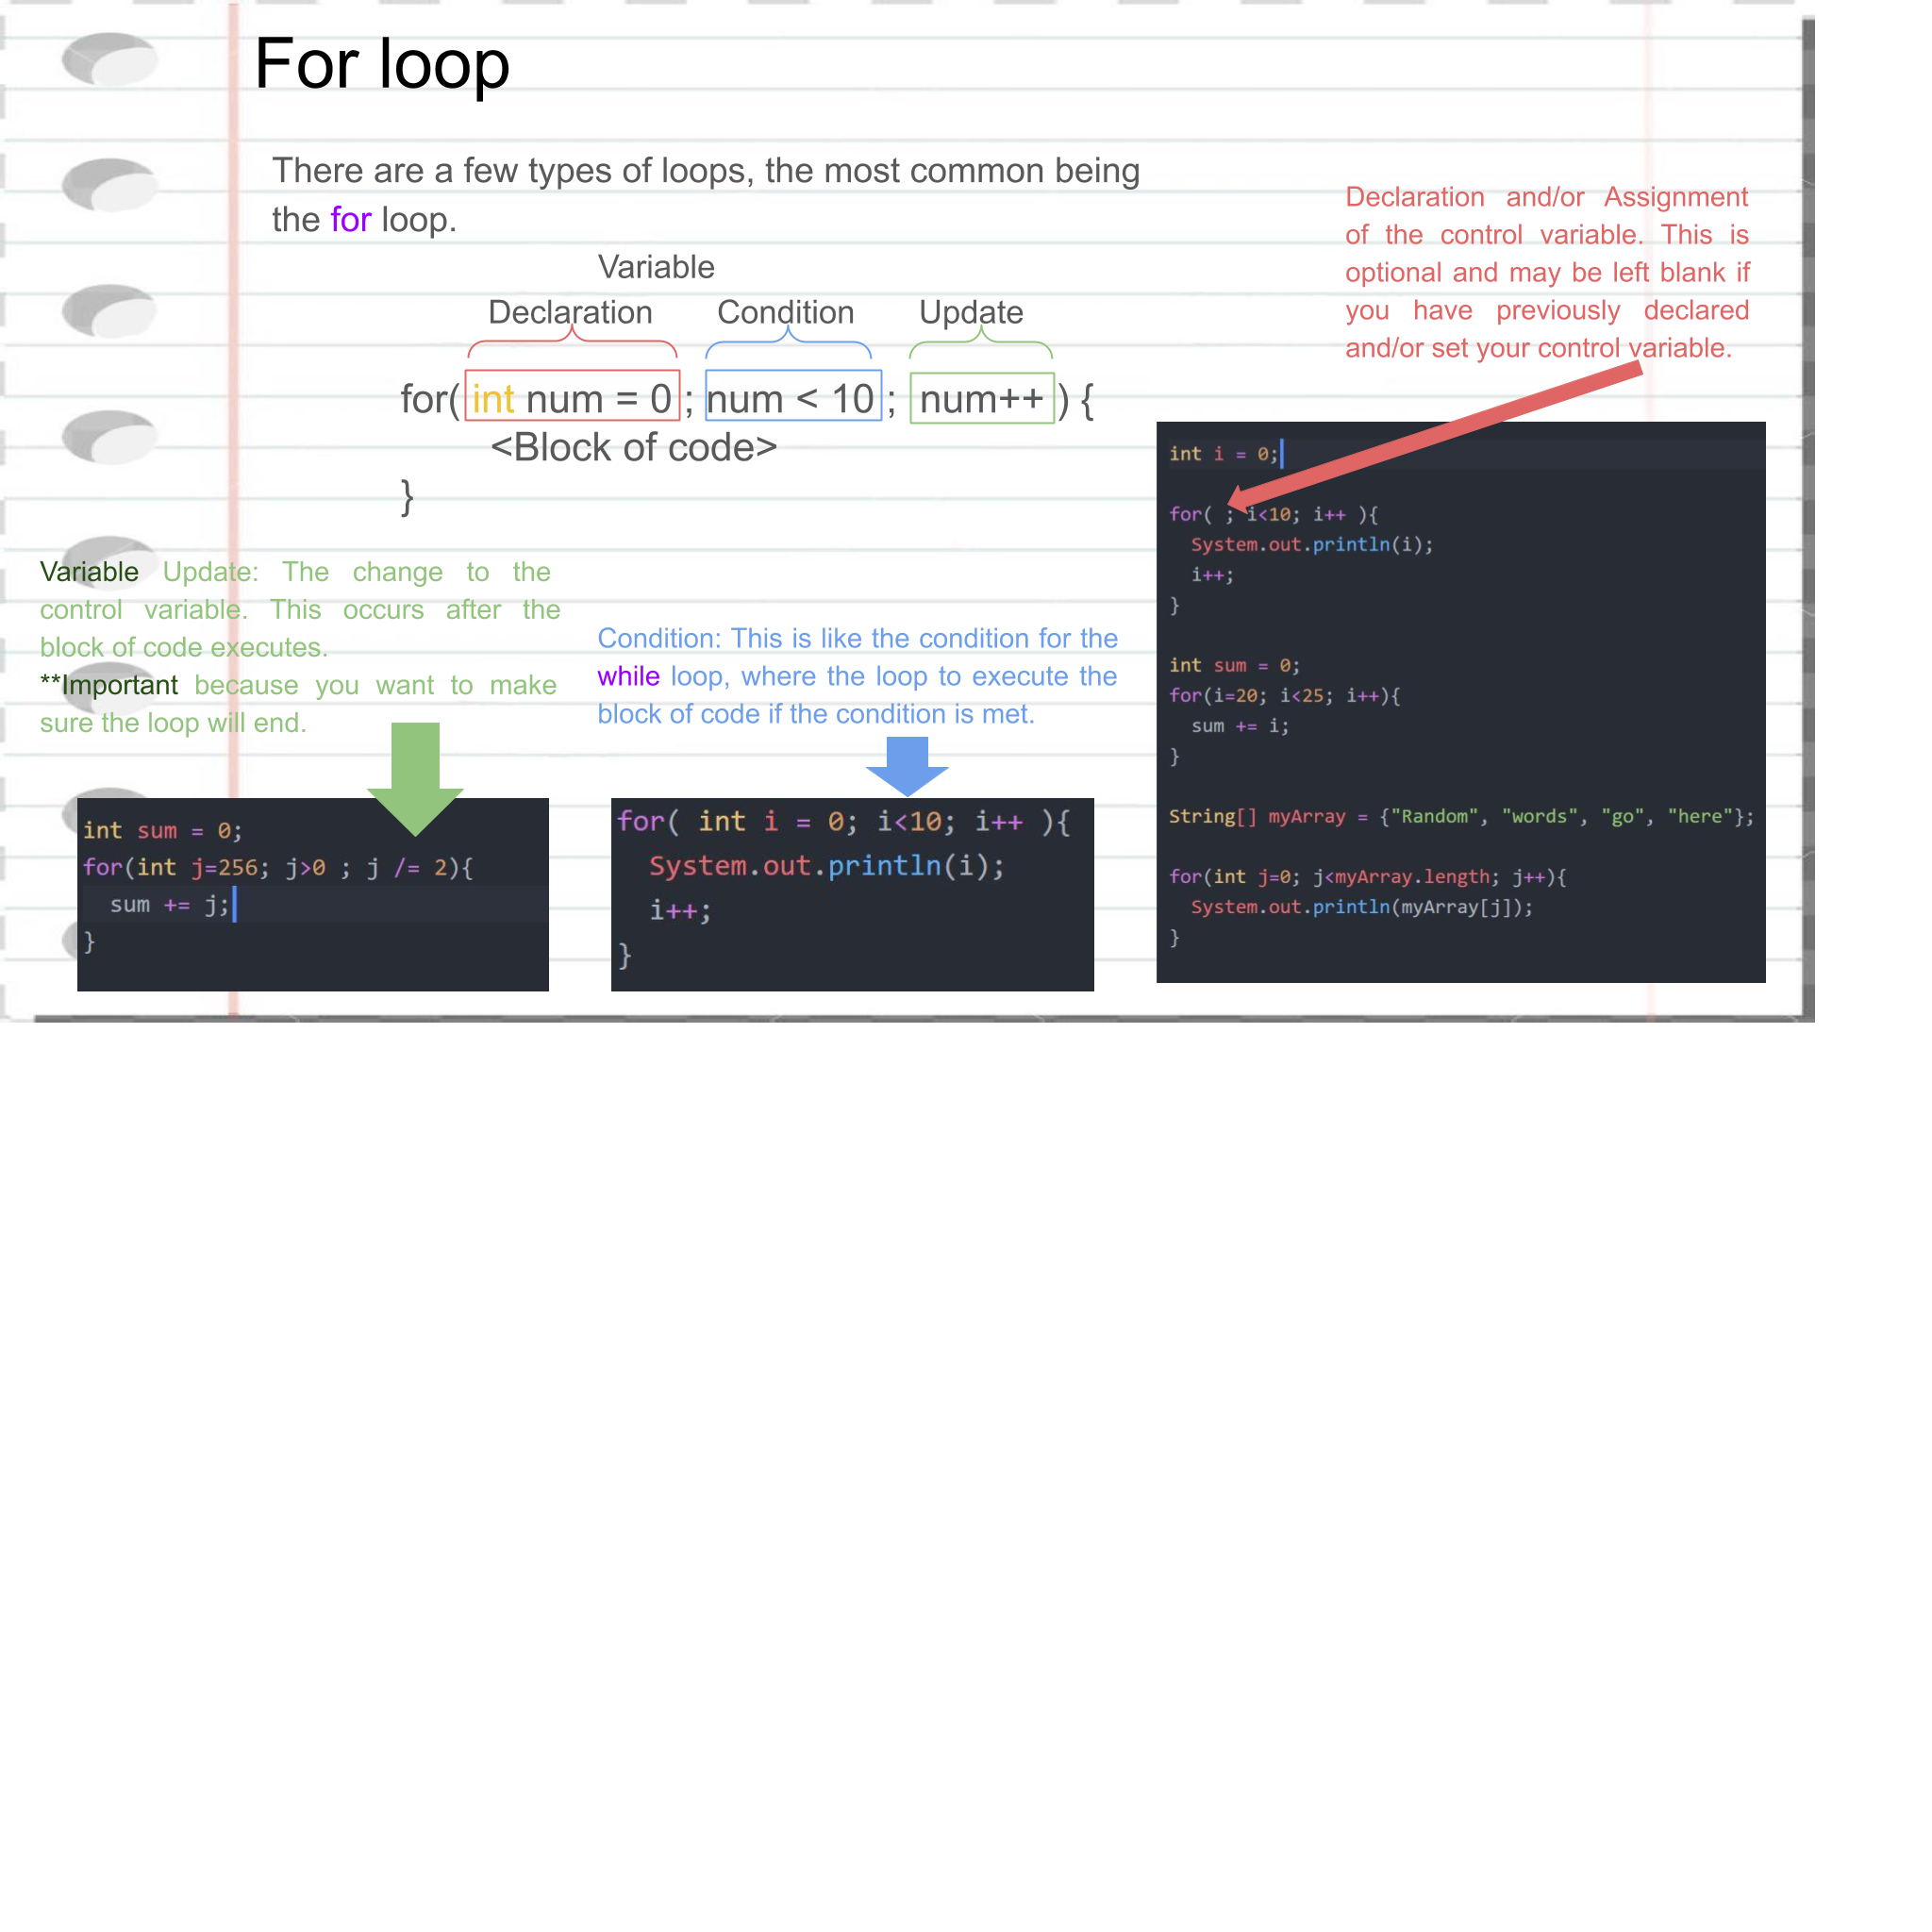 For loop
There are a few types of loops, the most common being
the for loop.
Variable
Declaration Condition Update
for( int num = 0 ; num < 10 ; num++ ) {
<Block of code>
}
Declaration and/or Assignment
of the control variable. This is
optional and may be left blank if
you have previously declared
and/or set your control variable.
int i = 0;
for( ; i<10; i++ ){
System.out.println(i);
i++;
}
int sum = 0;
for(i=20; i<25; i++){
sum += i;
}
String[] myArray = {"Random", "words", "go", "here"};
for(int j=0; j<myArray.length; j++){
System.out.println(myArray[j]);
}
Variable Update: The change to the
control variable. This occurs after the
block of code executes.
**Important because you want to make
sure the loop will end.
int sum = 0;
for(int j=256; j>0 ; j /= 2){
sum += j;
}
Condition: This is like the condition for the
while loop, where the loop to execute the
block of code if the condition is met.
for( int i = 0; i<10; i++ ){
System.out.println(i);
i++;
}